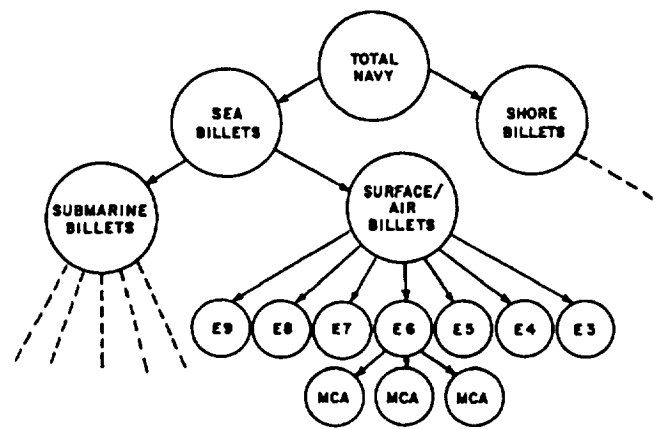 TOTAL
NAVY
SEA
BILLETS
SHORE
BILLETS
SUBMARINE
BILLETS
SURFACE/
AIR
BILLETS
E9 E8 E7 E6 E5 E4 E3
MCA MCA MCA